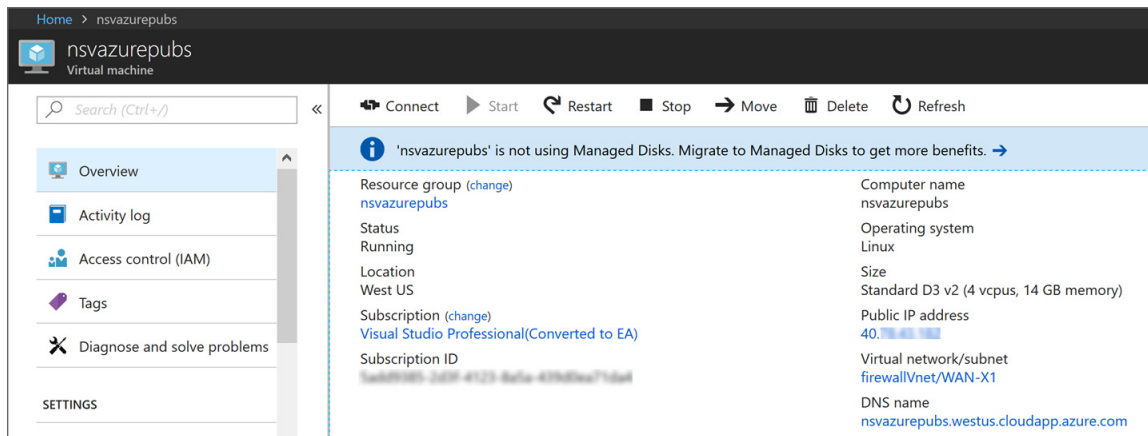 Home > nsvazurepubs
nsvazurepubs
Virtual machine
Search (Ctrl+/)
«
Overview
Activity log
Access control (IAM)
Tags
Diagnose and solve problems
SETTINGS
Connect Start Restart Stop Move Delete Refresh
'nsvazurepubs' is not using Managed Disks. Migrate to Managed Disks to get more benefits. →
Resource group (change)
nsvazurepubs
Status
Running
Location
West US
Subscription (change)
Visual Studio Professional(Converted to EA)
Subscription ID
Computer name
nsvazurepubs
Operating system
Linux
Size
Standard D3 v2 (4 vcpus, 14 GB memory)
Public IP address
40.
Virtual network/subnet
firewallVnet/WAN-X1
DNS name
nsvazurepubs.westus.cloudapp.azure.com